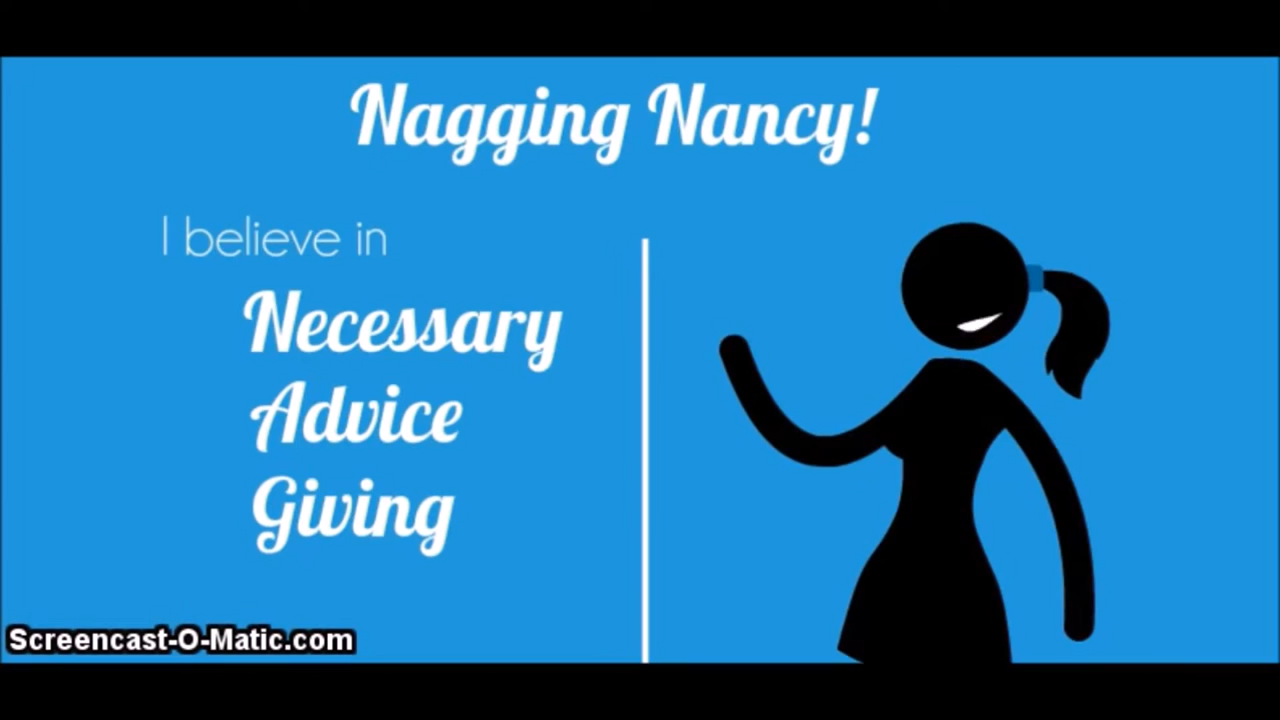 Nagging Nancy!
I believe in
Necessary
Advice
Giving
Screencast-O-Matic.com